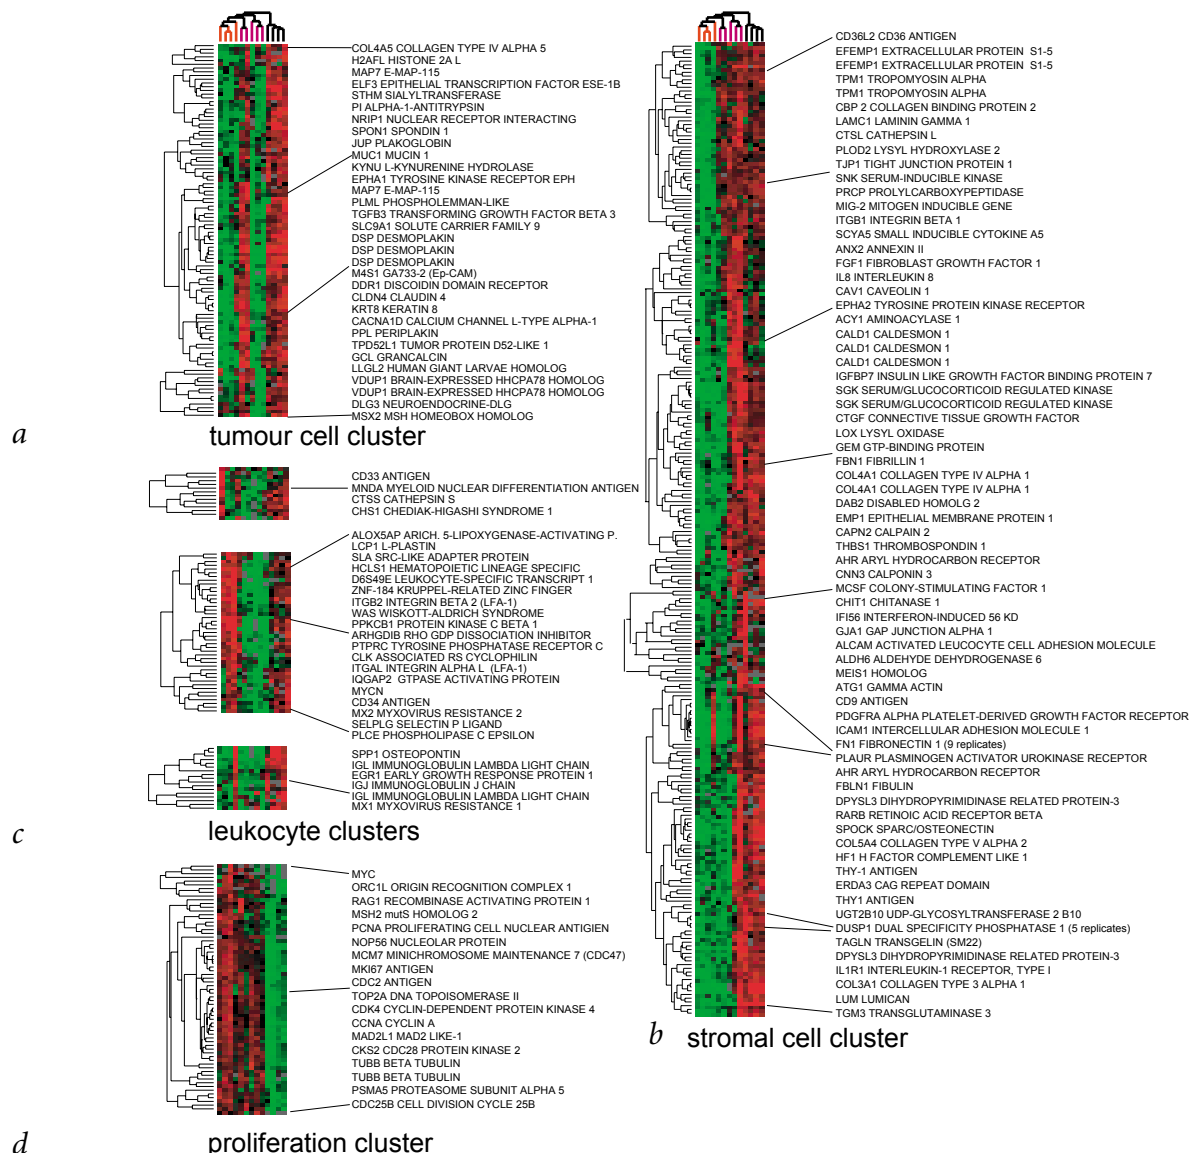 COL4A5 COLLAGEN TYPE IV ALPHA 5
H2AFL HISTONE 2A L
MAP7 E-MAP-115
ELF3 EPITHELIAL TRANSCRIPTION FACTOR ESE-1B
STHM SIALYLTRANSFERASE
PI ALPHA-1-ANTITRYPSIN
NRIP1 NUCLEAR RECEPTOR INTERACTING
SPON1 SPONDIN 1
JUP PLAKOGLOBIN
MUC1 MUCIN 1
KYNU L-KYNURENINE HYDROLASE
EPHA1 TYROSINE KINASE RECEPTOR EPH
MAP7 E-MAP-115
PLML PHOSPHOLEMMAN-LIKE
TGFB3 TRANSFORMING GROWTH FACTOR BETA 3
SLC9A1 SOLUTE CARRIER FAMILY 9
DSP DESMOPLAKIN
DSP DESMOPLAKIN
DSP DESMOPLAKIN
M4S1 GA733-2 (Ep-CAM)
DDR1 DISCOIDIN DOMAIN RECEPTOR
CLDN4 CLAUDIN 4
KRT8 KERATIN 8
CACNA1D CALCIUM CHANNEL L-TYPE ALPHA-1
PPL PERIPLAKIN
TPD52L1 TUMOR PROTEIN D52-LIKE 1
GCL GRANCALCIN
LLGL2 HUMAN GIANT LARVAE HOMOLOG
VDUP1 BRAIN-EXPRESSED HHCPA78 HOMOLOG
VDUP1 BRAIN-EXPRESSED HHCPA78 HOMOLOG
DLG3 NEUROENDOCRINE-DLG
MSX2 MSH HOMEOBOX HOMOLOG
a
tumour cell cluster
CD33 ANTIGEN
MNDA MYELOID NUCLEAR DIFFERENTIATION ANTIGEN
CTSS CATHEPSIN S
CHS1 CHEDIAK-HIGASHI SYNDROME 1
ALOX5AP ARICH. 5-LIPOXYGENASE-ACTIVATING P.
LCP1 L-PLASTIN
SLA SRC-LIKE ADAPTER PROTEIN
HCLS1 HEMATOPOIETIC LINEAGE SPECIFIC
D6S49E LEUKOCYTE-SPECIFIC TRANSCRIPT 1
ZNF-184 KRUPPEL-RELATED ZINC FINGER
ITGB2 INTEGRIN BETA 2 (LFA-1)
WAS WISKOTT-ALDRICH SYNDROME
PPKCB1 PROTEIN KINASE C BETA 1
ARHGDIB RHO GDP DISSOCIATION INHIBITOR
PTPRC TYROSINE PHOSPHATASE RECEPTOR C
CLK ASSOCIATED RS CYCLOPHILIN
ITGAL INTEGRIN ALPHA L (LFA-1)
IQGAP2 GTPASE ACTIVATING PROTEIN
MYCN
CD34 ANTIGEN
MX2 MYXOVIRUS RESISTANCE 2
SELPLG SELECTIN P LIGAND
PLCE PHOSPHOLIPASE C EPSILON
SPP1 OSTEOPONTIN
IGL IMMUNOGLOBULIN LAMBDA LIGHT CHAIN
EGR1 EARLY GROWTH RESPONSE PROTEIN 1
IGJ IMMUNOGLOBULIN J CHAIN
IGL IMMUNOGLOBULIN LAMBDA LIGHT CHAIN
MX1 MYXOVIRUS RESISTANCE 1
c
leukocyte clusters
MYC
ORC1L ORIGIN RECOGNITION COMPLEX 1
RAG1 RECOMBINASE ACTIVATING PROTEIN 1
MSH2 mutS HOMOLOG 2
PCNA PROLIFERATING CELL NUCLEAR ANTIGIEN
NOP56 NUCLEOLAR PROTEIN
MCM7 MINICHROMOSOME MAINTENANCE 7 (CDC47)
MKI67 ANTIGEN
CDC2 ANTIGEN
TOP2A DNA TOPOISOMERASE II
CDK4 CYCLIN-DEPENDENT PROTEIN KINASE 4
CCNA CYCLIN A
MAD2L1 MAD2 LIKE-1
CKS2 CDC28 PROTEIN KINASE 2
TUBB BETA TUBULIN
TUBB BETA TUBULIN
PSMA5 PROTEASOME SUBUNIT ALPHA 5
CDC25B CELL DIVISION CYCLE 25B
d
proliferation cluster
CD36L2 CD36 ANTIGEN
EFEMP1 EXTRACELLULAR PROTEIN S1-5
EFEMP1 EXTRACELLULAR PROTEIN S1-5
TPM1 TROPOMYOSIN ALPHA
TPM1 TROPOMYOSIN ALPHA
CBP 2 COLLAGEN BINDING PROTEIN 2
LAMC1 LAMININ GAMMA 1
CTSL CATHEPSIN L
PLOD2 LYSYL HYDROXYLASE 2
TJP1 TIGHT JUNCTION PROTEIN 1
SNK SERUM-INDUCIBLE KINASE
PRCP PROLYLCARBOXYPEPTIDASE
MIG-2 MITOGEN INDUCIBLE GENE
ITGB1 INTEGRIN BETA 1
SCYA5 SMALL INDUCIBLE CYTOKINE A5
ANX2 ANNEXIN II
FGF1 FIBROBLAST GROWTH FACTOR 1
IL8 INTERLEUKIN 8
CAV1 CAVEOLIN 1
EPHA2 TYROSINE PROTEIN KINASE RECEPTOR
ACY1 AMINOACYLASE 1
CALD1 CALDESMON 1
CALD1 CALDESMON 1
CALD1 CALDESMON 1
IGFBP7 INSULIN LIKE GROWTH FACTOR BINDING PROTEIN 7
SGK SERUM/GLUCOCORTICOID REGULATED KINASE
SGK SERUM/GLUCOCORTICOID REGULATED KINASE
CTGF CONNECTIVE TISSUE GROWTH FACTOR
LOX LYSYL OXIDASE
GEM GTP-BINDING PROTEIN
FBN1 FIBRILLIN 1
COL4A1 COLLAGEN TYPE IV ALPHA 1
COL4A1 COLLAGEN TYPE IV ALPHA 1
DAB2 DISABLED HOMOLG 2
EMP1 EPITHELIAL MEMBRANE PROTEIN 1
CAPN2 CALPAIN 2
THBS1 THROMBOSPONDIN 1
AHR ARYL HYDROCARBON RECEPTOR
CNN3 CALPONIN 3
MCSF COLONY-STIMULATING FACTOR 1
CHIT1 CHITANASE 1
IFI56 INTERFERON-INDUCED 56 KD
GJA1 GAP JUNCTION ALPHA 1
ALCAM ACTIVATED LEUCOCYTE CELL ADHESION MOLECULE
ALDH6 ALDEHYDE DEHYDROGENASE 6
MEIS1 HOMOLOG
ATG1 GAMMA ACTIN
CD9 ANTIGEN
PDGFRA ALPHA PLATELET-DERIVED GROWTH FACTOR RECEPTOR
ICAM1 INTERCELLULAR ADHESION MOLECULE 1
FN1 FIBRONECTIN 1 (9 replicates)
PLAUR PLASMINOGEN ACTIVATOR UROKINASE RECEPTOR
AHR ARYL HYDROCARBON RECEPTOR
FBLN1 FIBULIN
DPYSL3 DIHYDROPYRIMIDINASE RELATED PROTEIN-3
RARB RETINOIC ACID RECEPTOR BETA
SPOCK SPARC/OSTEONECTIN
COL5A4 COLLAGEN TYPE V ALPHA 2
HF1 H FACTOR COMPLEMENT LIKE 1
THY-1 ANTIGEN
ERDA3 CAG REPEAT DOMAIN
THY1 ANTIGEN
UGT2B10 UDP-GLYCOSYLTRANSFERASE 2 B10
DUSP1 DUAL SPECIFICITY PHOSPHATASE 1 (5 replicates)
TAGLN TRANSGELIN (SM22)
DPYSL3 DIHYDROPYRIMIDINASE RELATED PROTEIN-3
IL1R1 INTERLEUKIN-1 RECEPTOR, TYPE I
COL3A1 COLLAGEN TYPE 3 ALPHA 1
LUM LUMICAN
TGM3 TRANSGLUTAMINASE 3
b
stromal cell cluster